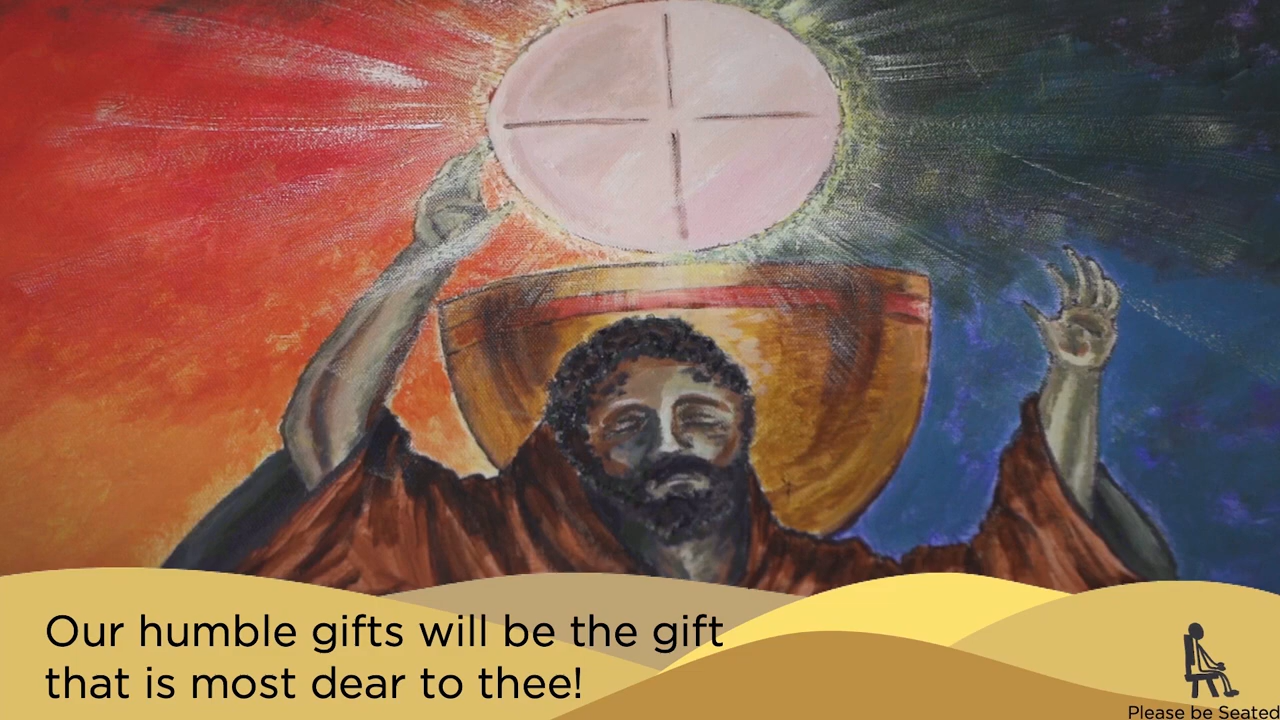 Our humble gifts will be the gift
that is most dear to thee!
Please be Seated